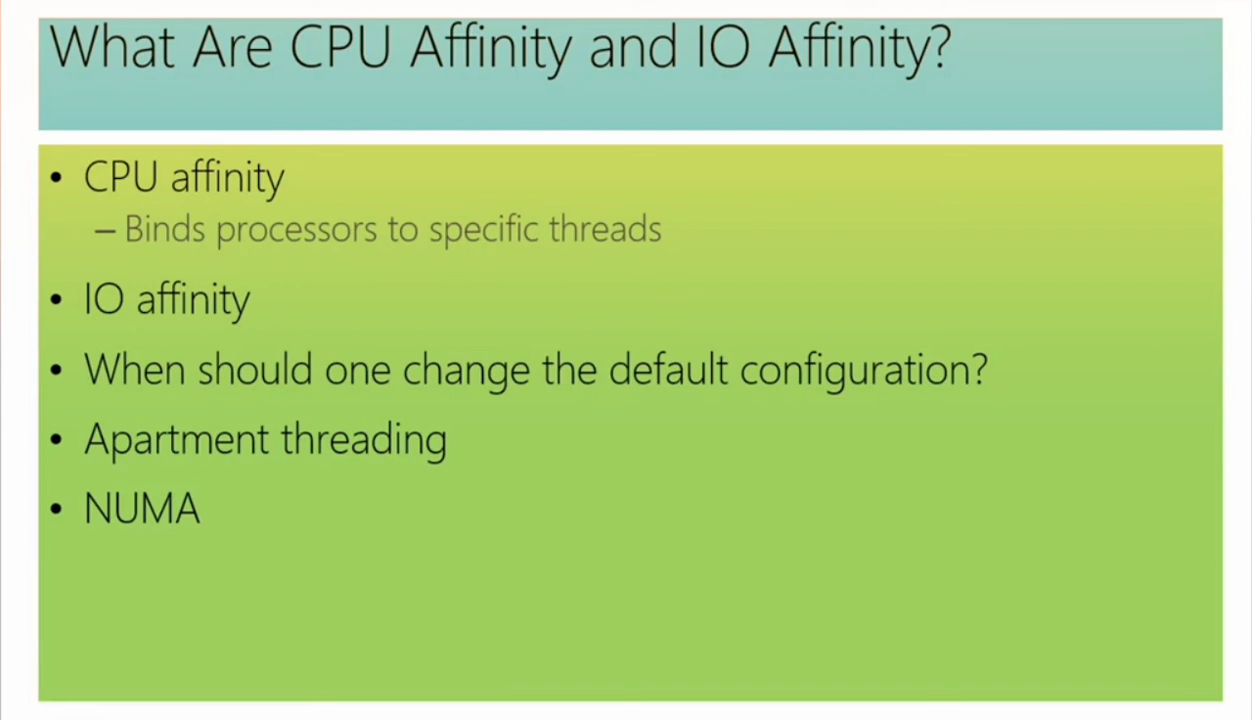 What Are CPU Affinity and IO Affinity?
• CPU affinity
– Binds processors to specific threads
• IO affinity
• When should one change the default configuration?
• Apartment threading
• NUMA